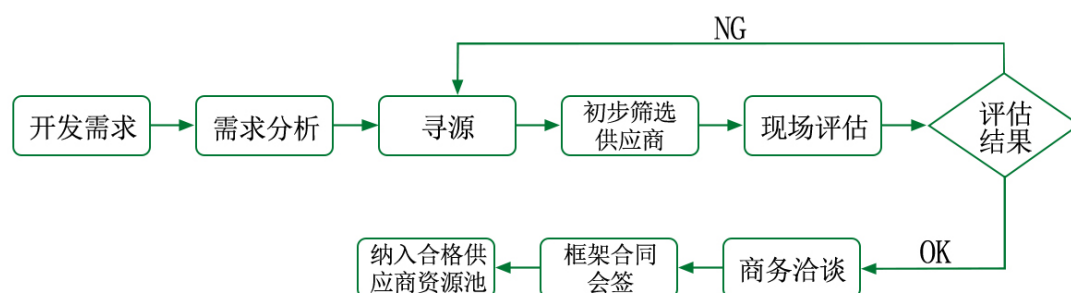 NG
开发需求
需求分析
寻源
初步筛选
供应商
现场评估
评估
结果
OK
商务洽谈
框架合同
会签
纳入合格供
应商资源池